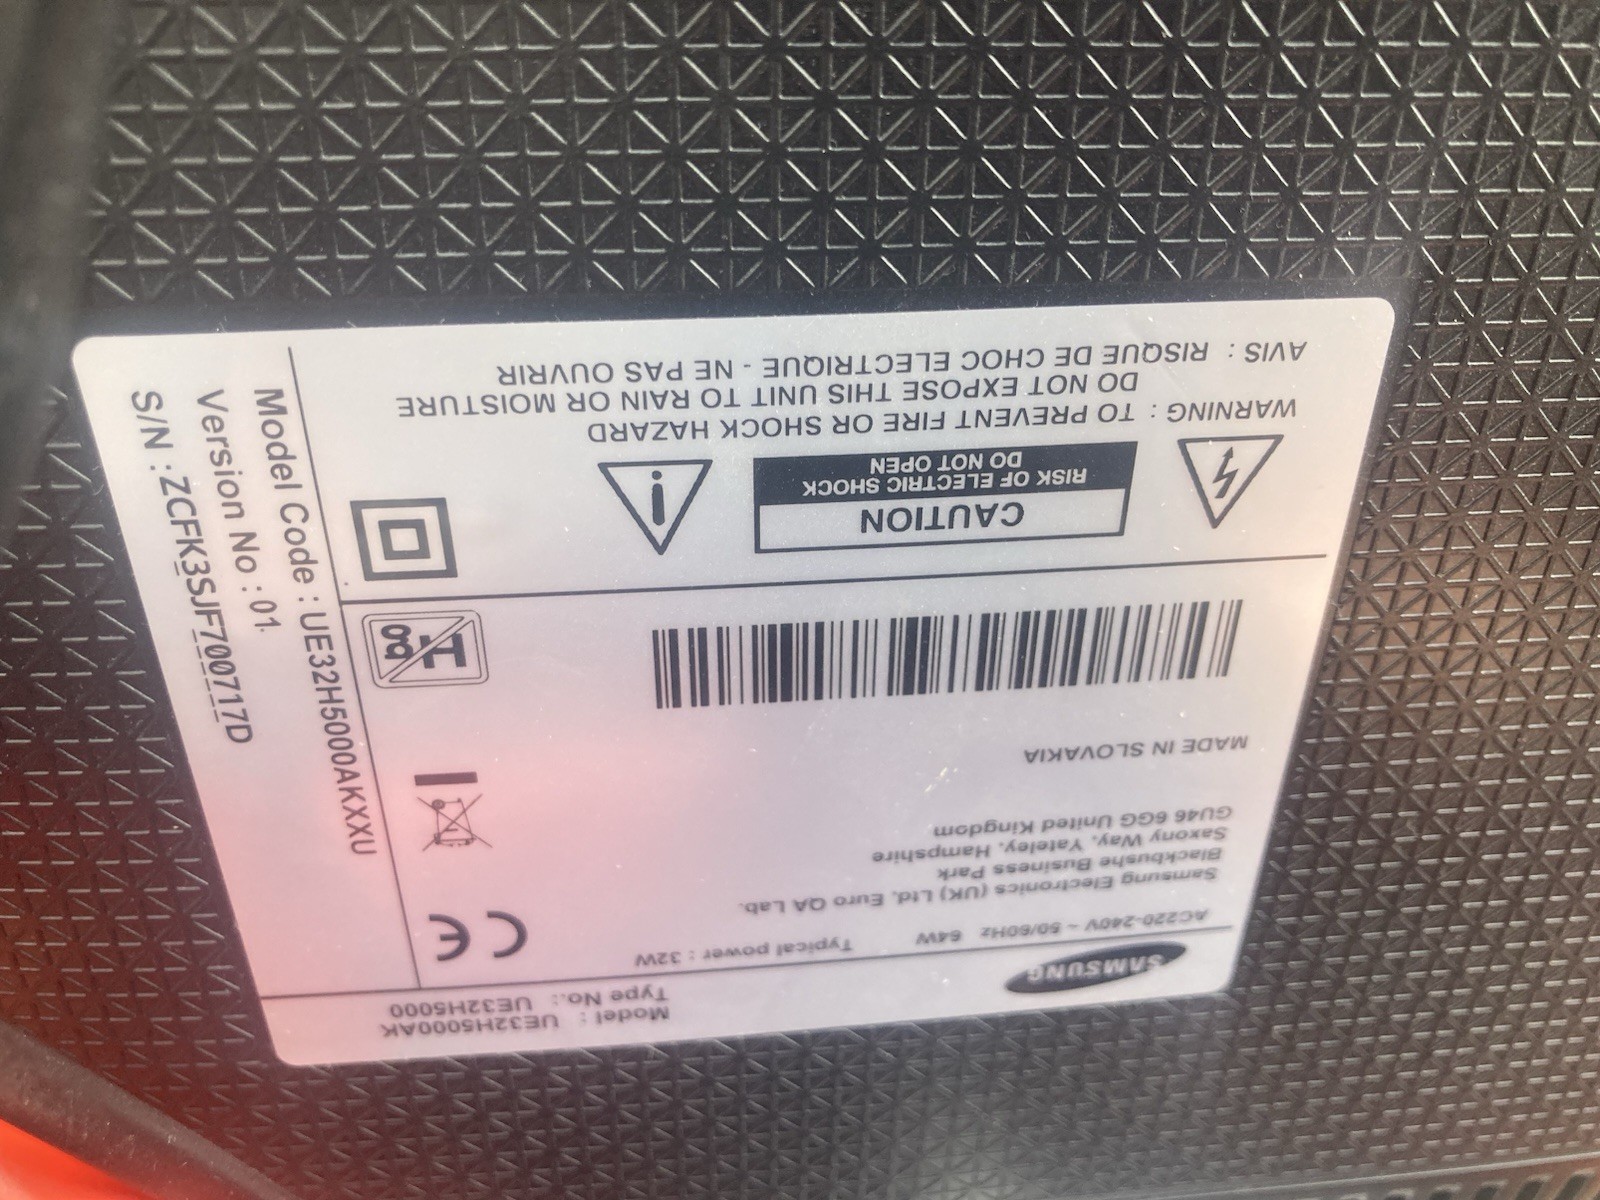 SAMSUNG
Model : UE32H5000AK
Type No.: UE32H5000
AC220-240V ~ 50/60Hz 64W Typical power : 32W
Samsung Electronics (UK) Ltd. Euro QA Lab.
Blackbushe Business Park
Saxony Way, Yateley, Hampshire
GU46 6GG United Kingdom
CE
MADE IN SLOVAKIA
CAUTION
RISK OF ELECTRIC SHOCK
DO NOT OPEN
WARNING : TO PREVENT FIRE OR SHOCK HAZARD
DO NOT EXPOSE THIS UNIT TO RAIN OR MOISTURE
AVIS : RISQUE DE CHOC ELECTRIQUE - NE PAS OUVRIR
Model Code : UE32H5000AKXXU
Version No : 01
S/N : ZCFK3SJF700717D